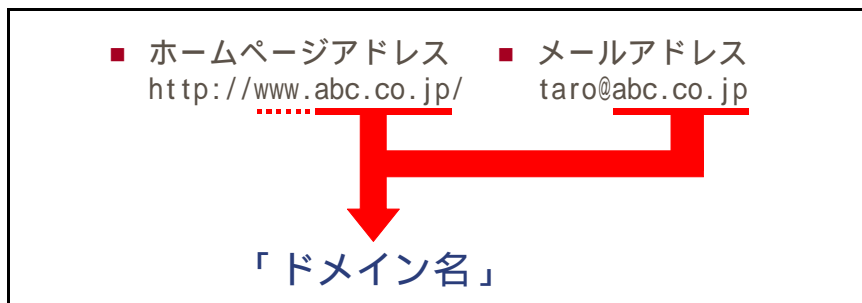 ■ ホームページアドレス
http://www.abc.co.jp/
■ メールアドレス
taro@abc.co.jp
「ドメイン名」